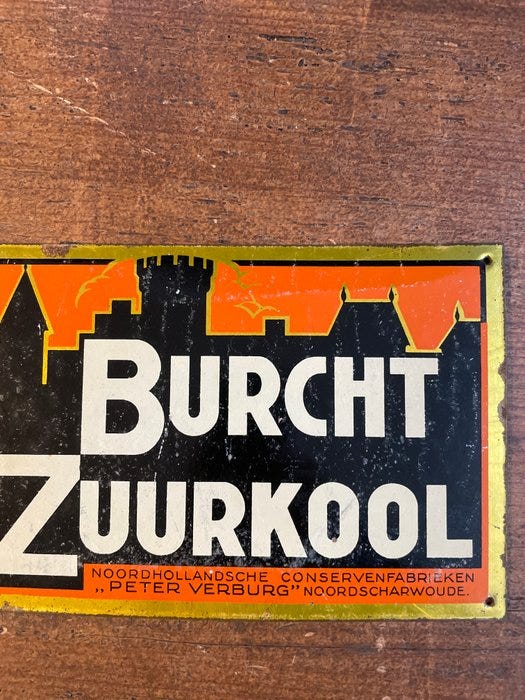 BURCHT
ZUURKOOL
NOORDHOLLANDSCHE CONSERVENFABRIEKEN
„PETER VERBURG” NOORDSCHARWOUDE.